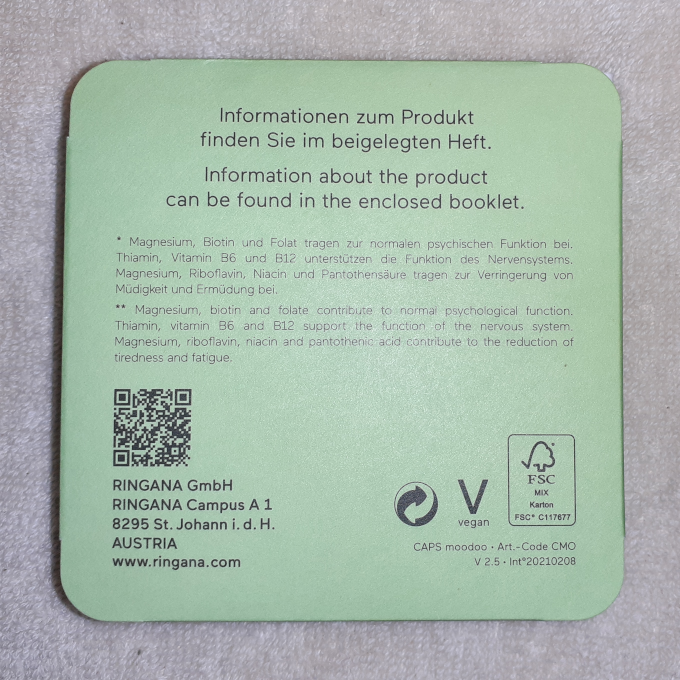 Informationen zum Produkt
finden Sie im beigelegten Heft.
Information about the product
can be found in the enclosed booklet.
* Magnesium, Biotin und Folat tragen zur normalen psychischen Funktion bei.
Thiamin, Vitamin B6 und B12 unterstützen die Funktion des Nervensystems.
Magnesium, Riboflavin, Niacin und Pantothensäure tragen zur Verringerung von
Müdigkeit und Ermüdung bei.
** Magnesium, biotin and folate contribute to normal psychological function.
Thiamin, vitamin B6 and B12 support the function of the nervous system.
Magnesium, riboflavin, niacin and pantothenic acid contribute to the reduction of
tiredness and fatigue.
RINGANA GmbH
RINGANA Campus A 1
8295 St. Johann i. d. H.
AUSTRIA
www.ringana.com
V
vegan
FSC
MIX
Karton
FSC® C117677
CAPS moodoo • Art.-Code CMO
V 2.5 • Int°20210208